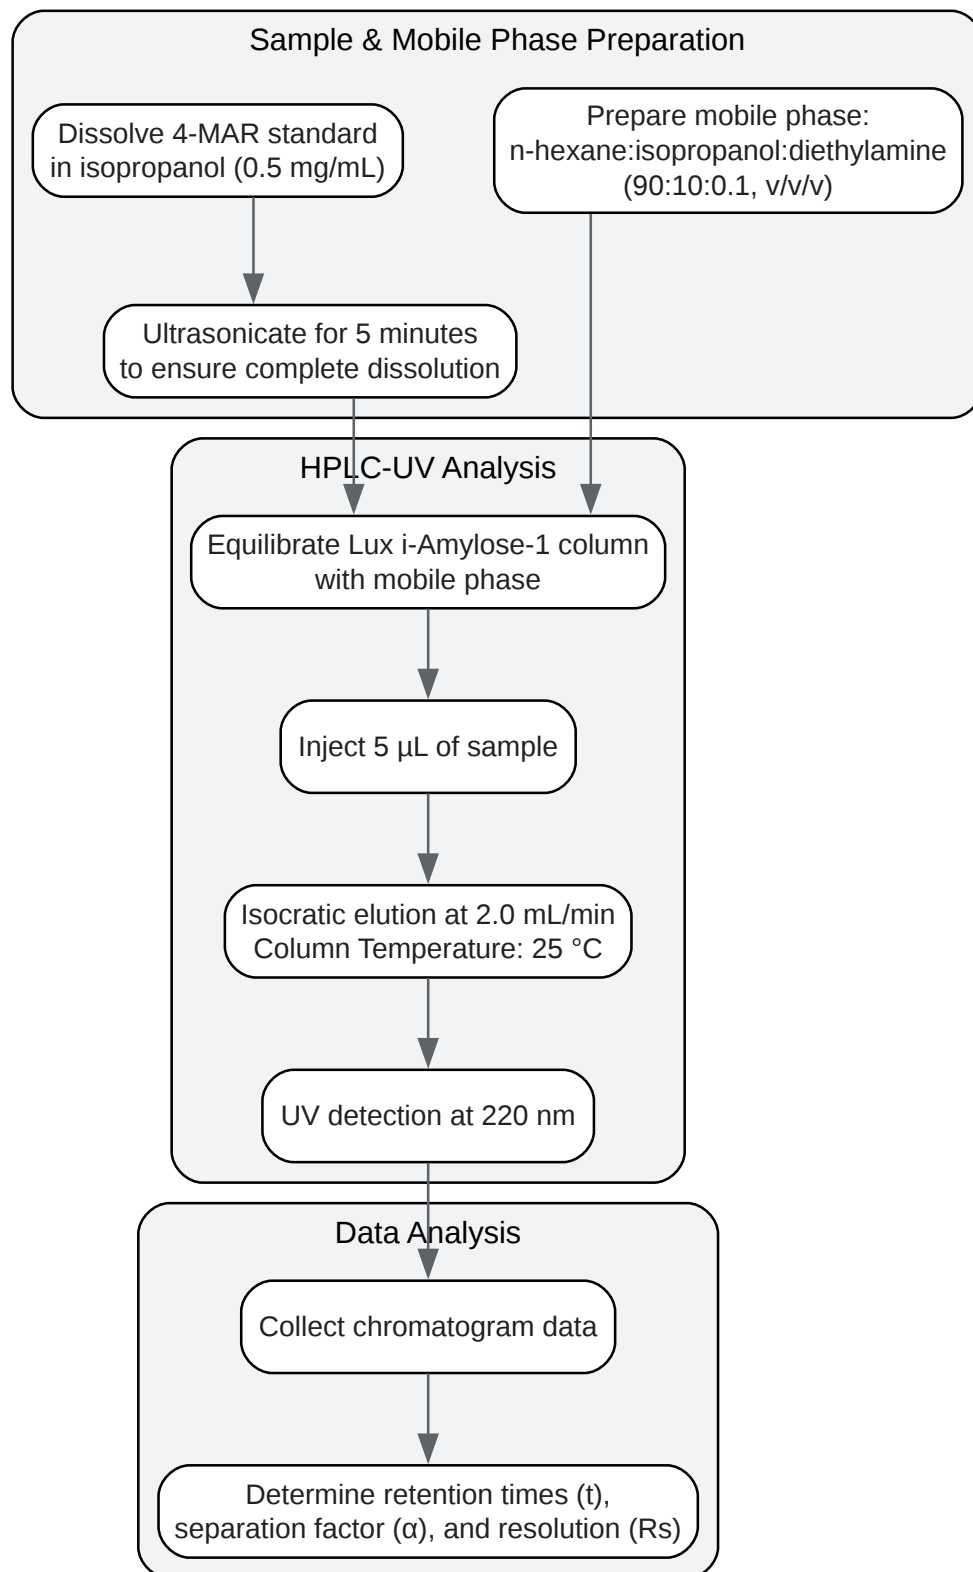 Sample & Mobile Phase Preparation
Dissolve 4-MAR standard
in isopropanol (0.5 mg/mL)
Prepare mobile phase:
n-hexane:isopropanol:diethylamine
(90:10:0.1, v/v/v)
Ultrasonicate for 5 minutes
to ensure complete dissolution
HPLC-UV Analysis
Equilibrate Lux i-Amylose-1 column
with mobile phase
Inject 5 µL of sample
Isocratic elution at 2.0 mL/min
Column Temperature: 25 °C
UV detection at 220 nm
Data Analysis
Collect chromatogram data
Determine retention times (t),
separation factor (α), and resolution (Rs)